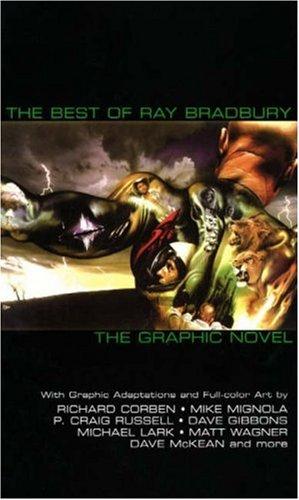 THE BEST OF RAY BRADBURY
THE GRAPHIC NOVEL
With Graphic Adaptations and Full-color Art by
RICHARD CORBEN • MIKE MIGNOLA
P. CRAIG RUSSELL • DAVE GIBBONS
MICHAEL LARK • MATT WAGNER
DAVE McKEAN and more